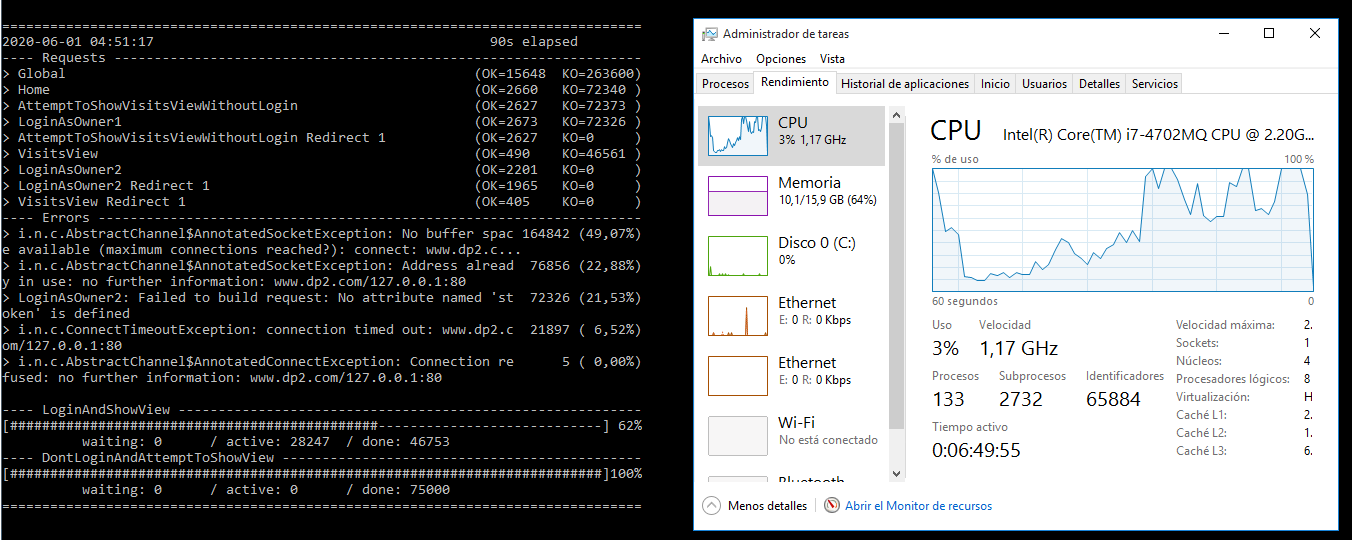 ================================================================================
2020-06-01 04:51:17                                          90s elapsed
---- Requests ------------------------------------------------------------------
> Global                                                   (OK=15648  KO=263600)
> Home                                                     (OK=2660   KO=72340 )
> AttemptToShowVisitsViewWithoutLogin                      (OK=2627   KO=72373 )
> LoginAsOwner1                                            (OK=2673   KO=72326 )
> AttemptToShowVisitsViewWithoutLogin Redirect 1           (OK=2627   KO=0     )
> VisitsView                                               (OK=490    KO=46561 )
> LoginAsOwner2                                            (OK=2201   KO=0     )
> LoginAsOwner2 Redirect 1                                 (OK=1965   KO=0     )
> VisitsView Redirect 1                                    (OK=405    KO=0     )
---- Errors --------------------------------------------------------------------
> i.n.c.AbstractChannel$AnnotatedSocketException: No buffer spac 164842 (49,07%)
e available (maximum connections reached?): connect: www.dp2.c...
> i.n.c.AbstractChannel$AnnotatedSocketException: Address alread  76856 (22,88%)
y in use: no further information: www.dp2.com/127.0.0.1:80
> LoginAsOwner2: Failed to build request: No attribute named 'st  72326 (21,53%)
oken' is defined
> i.n.c.ConnectTimeoutException: connection timed out: www.dp2.c  21897 ( 6,52%)
om/127.0.0.1:80
> i.n.c.AbstractChannel$AnnotatedConnectException: Connection re      5 ( 0,00%)
fused: no further information: www.dp2.com/127.0.0.1:80
---- LoginAndShowView ----------------------------------------------------------
[##############################################----------------------------] 62%
          waiting: 0      / active: 28247  / done: 46753
---- DontLoginAndAttemptToShowView ---------------------------------------------
[##########################################################################]100%
          waiting: 0      / active: 0      / done: 75000
================================================================================
Administrador de tareas
Archivo Opciones Vista
Procesos Rendimiento Historial de aplicaciones Inicio Usuarios Detalles Servicios
CPU
3% 1,17 GHz
Memoria
10,1/15,9 GB (64%)
Disco 0 (C:)
0%
Ethernet
E: 0 R: 0 Kbps
Ethernet
E: 0 R: 0 Kbps
Wi-Fi
No está conectado
Bluetooth
CPU Intel(R) Core(TM) i7-4702MQ CPU @ 2.20G...
% de uso 100 %
60 segundos 0
Uso Velocidad
3% 1,17 GHz
Procesos Subprocesos Identificadores
133 2732 65884
Tiempo activo
0:06:49:55
Velocidad máxima: 2.
Sockets: 1
Núcleos: 4
Procesadores lógicos: 8
Virtualización: H
Caché L1: 2.
Caché L2: 1.
Caché L3: 6.
Menos detalles Abrir el Monitor de recursos